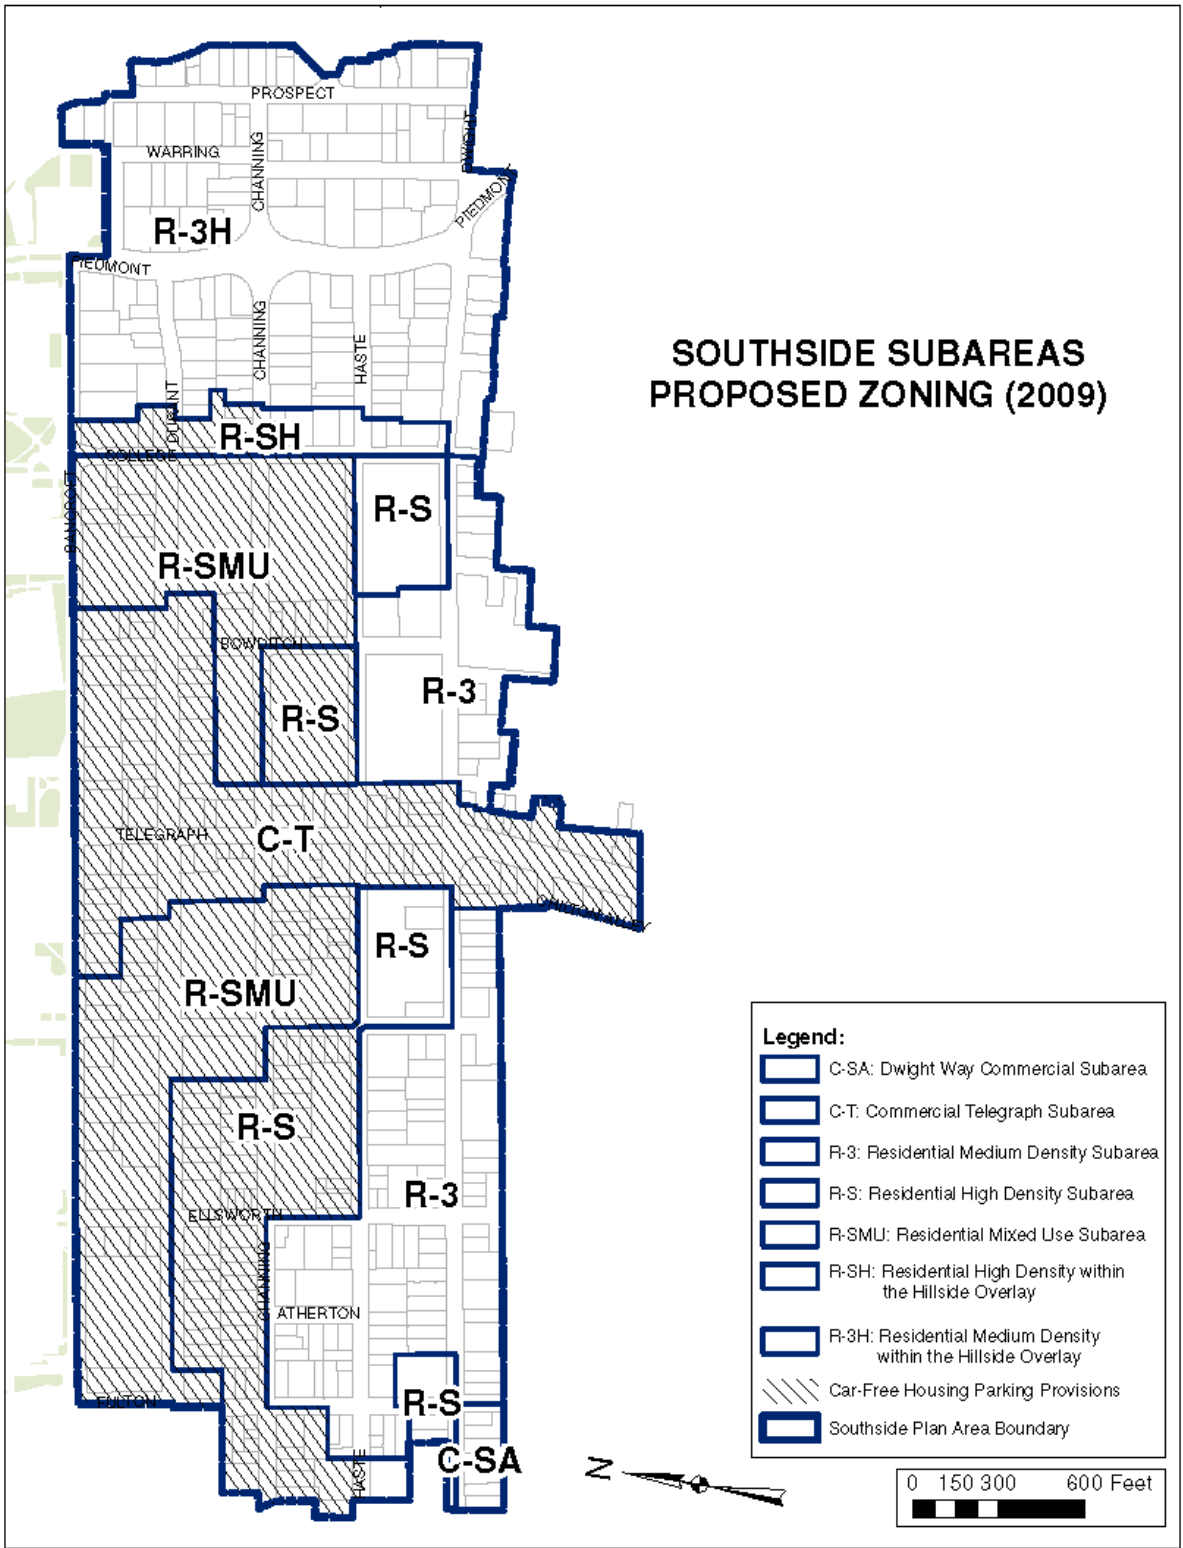 PROSPECT
CHANNING
DWIGHT
WARRING
PIEDMONT
R-3H
PIEDMONT
CHANNING
HASTE
SOUTHSIDE SUBAREAS
PROPOSED ZONING (2009)
DURANT
R-SH
COLLEGE
BANCROFT
R-S
R-SMU
BOWDITCH
R-3
R-S
TELEGRAPH
C-T
CHILTON ALLEY
R-S
R-SMU
R-S
R-3
ELLSWORTH
CHANNING
ATHERTON
R-S
FULTON
C-SA
HASTE
Legend:
C-SA: Dwight Way Commercial Subarea
C-T: Commercial Telegraph Subarea
R-3: Residential Medium Density Subarea
R-S: Residential High Density Subarea
R-SMU: Residential Mixed Use Subarea
R-SH: Residential High Density within
the Hillside Overlay
R-3H: Residential Medium Density
within the Hillside Overlay
Car-Free Housing Parking Provisions
Southside Plan Area Boundary
N
0 150 300 600 Feet